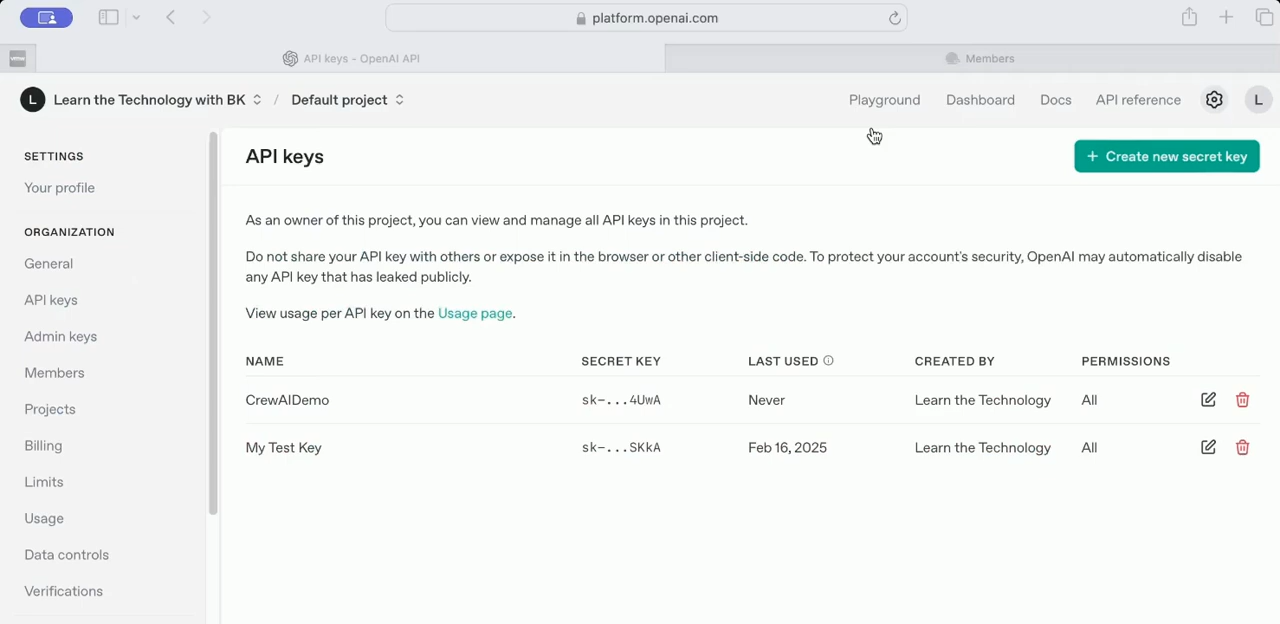 platform.openai.com
API keys - OpenAI API
Members
L Learn the Technology with BK / Default project
Playground Dashboard Docs API reference L
SETTINGS
Your profile
ORGANIZATION
General
API keys
Admin keys
Members
Projects
Billing
Limits
Usage
Data controls
Verifications
API keys
+ Create new secret key
As an owner of this project, you can view and manage all API keys in this project.
Do not share your API key with others or expose it in the browser or other client-side code. To protect your account's security, OpenAI may automatically disable
any API key that has leaked publicly.
View usage per API key on the Usage page.
NAME SECRET KEY LAST USED CREATED BY PERMISSIONS
CrewAIDemo sk-...4UwA Never Learn the Technology All
My Test Key sk-...SKkA Feb 16, 2025 Learn the Technology All